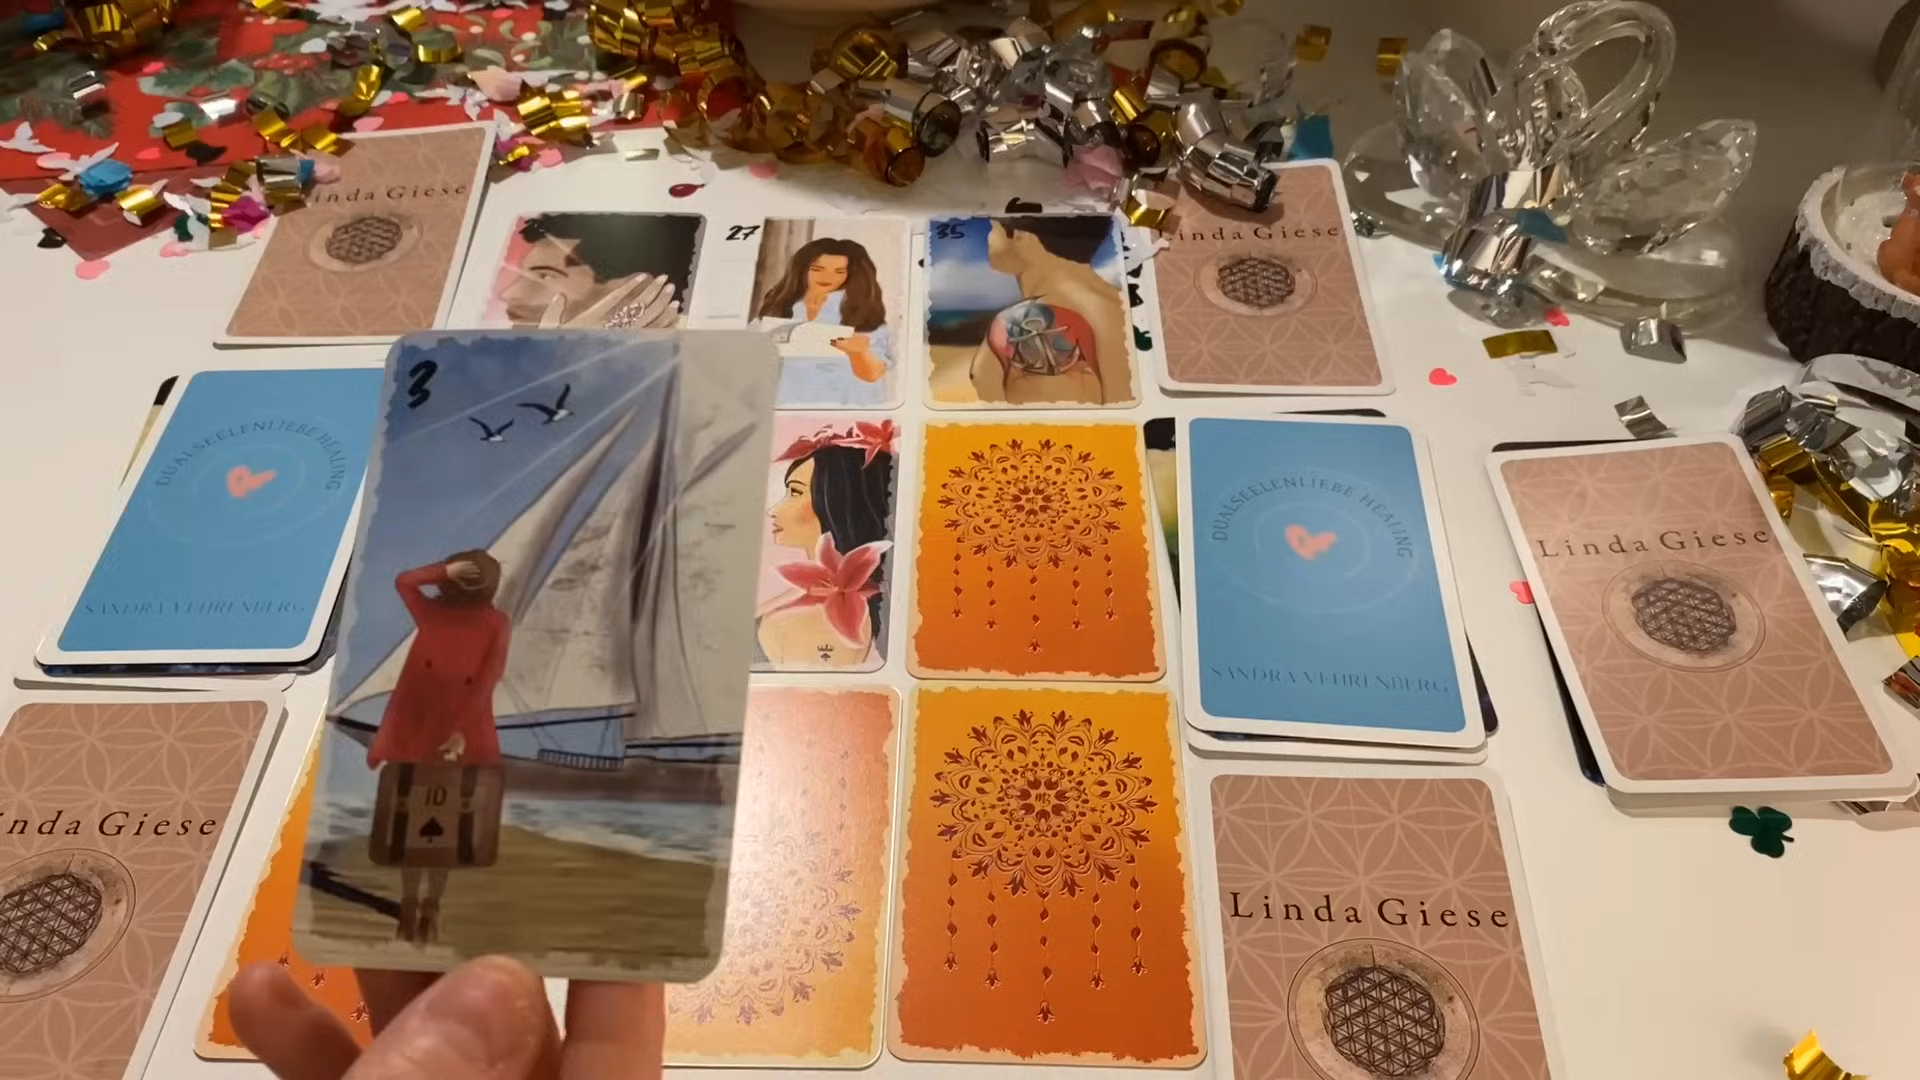 Linda Giese
27
35
Linda Giese
3
DUALSEELENLIEBE HEALING
SANDRA VEHRENBERG
DUALSEELENLIEBE HEALING
SANDRA VEHRENBERG
Linda Giese
10
Linda Giese
Linda Giese